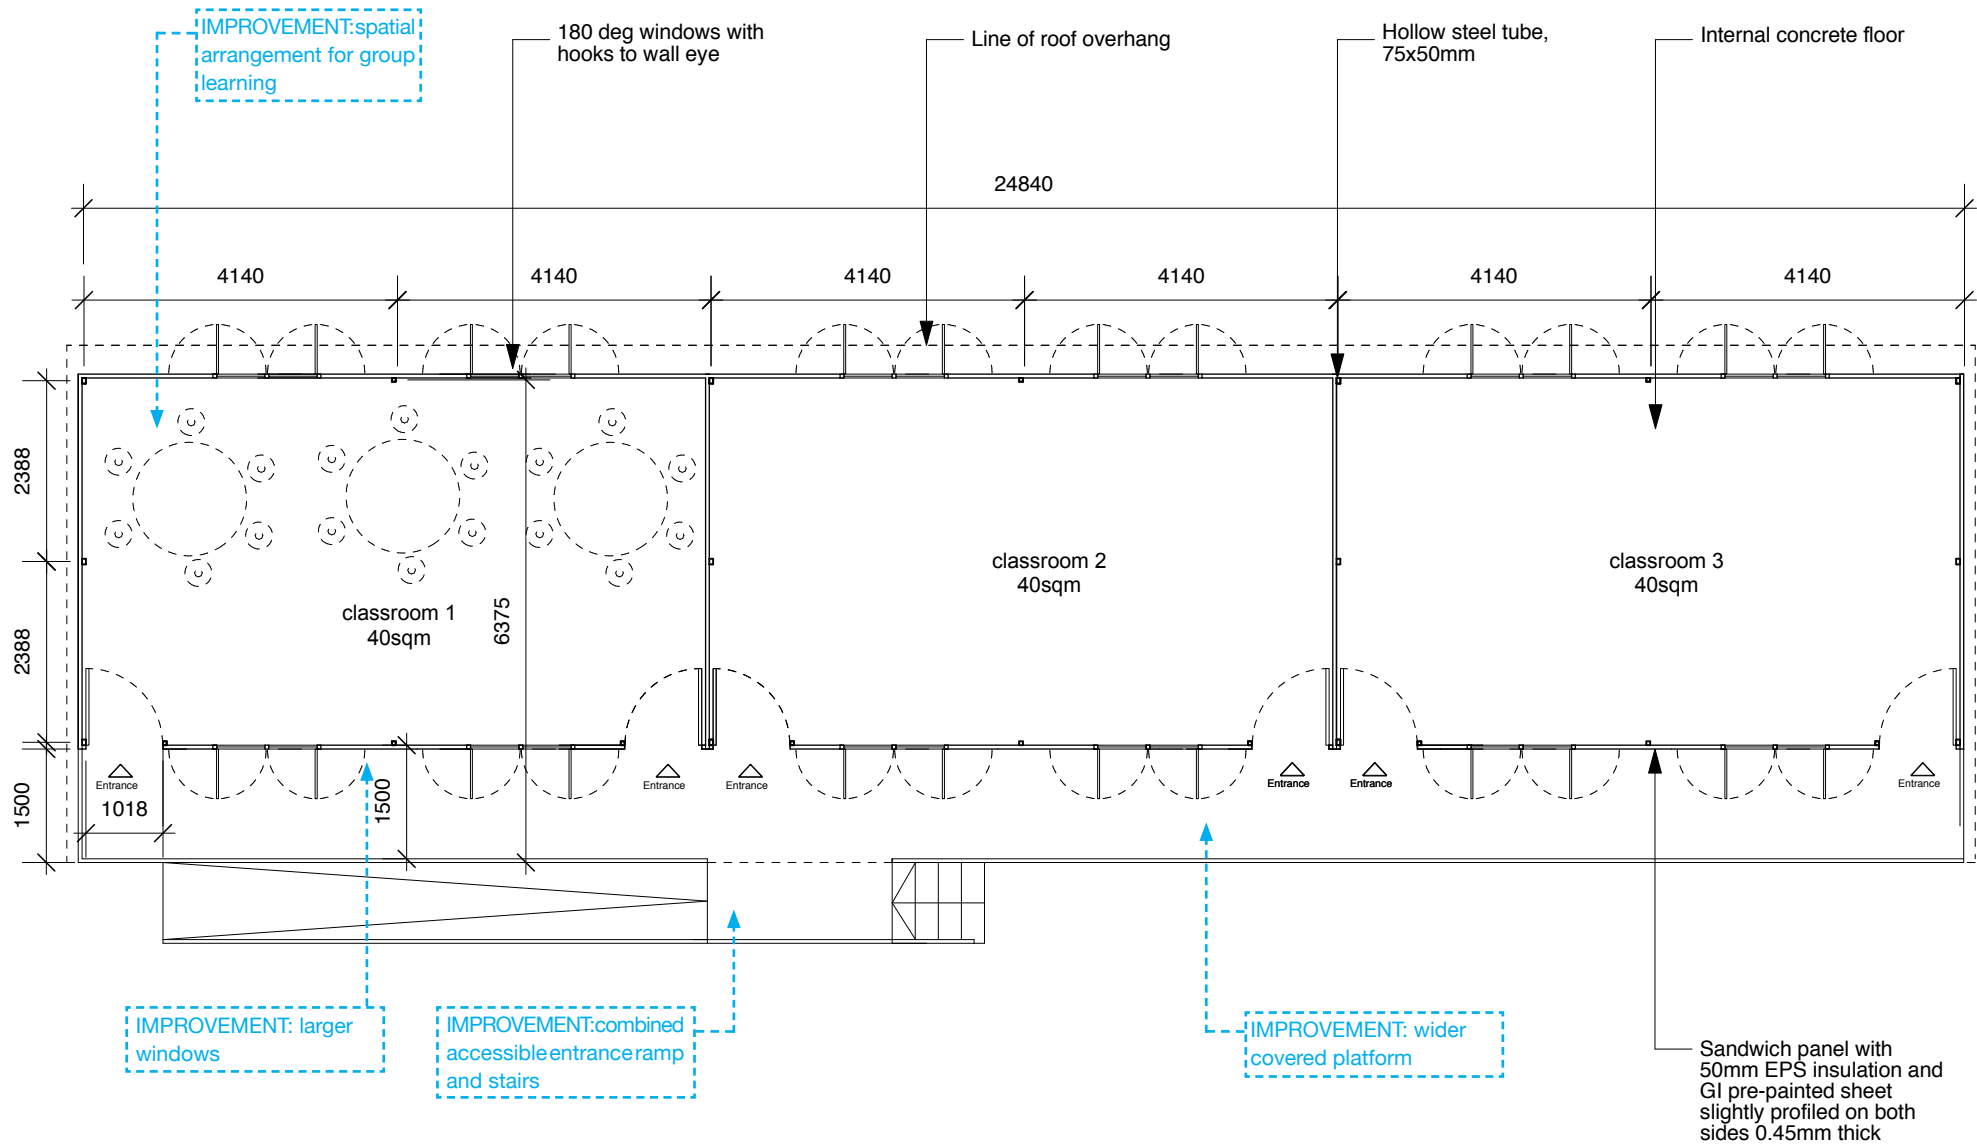 IMPROVEMENT:spatial
arrangement for group
learning
180 deg windows with
hooks to wall eye
Line of roof overhang
Hollow steel tube,
75x50mm
Internal concrete floor
24840
4140
4140
4140
4140
4140
4140
2388
2388
1500
classroom 1
40sqm
6375
classroom 2
40sqm
classroom 3
40sqm
Entrance
Entrance
Entrance
Entrance
Entrance
Entrance
1018
1500
IMPROVEMENT: larger
windows
IMPROVEMENT:combined
accessible entrance ramp
and stairs
IMPROVEMENT: wider
covered platform
Sandwich panel with
50mm EPS insulation and
GI pre-painted sheet
slightly profiled on both
sides 0.45mm thick